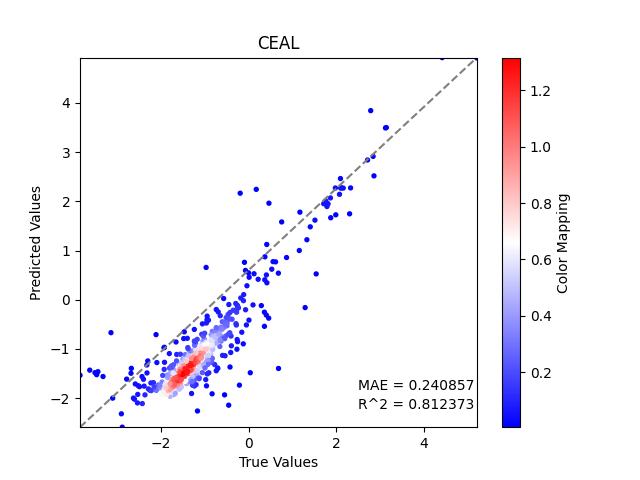 CEAL
Predicted Values
4
3
2
1
0
−1
−2
−2
0
2
4
True Values
MAE = 0.240857
R^2 = 0.812373
1.2
1.0
0.8
0.6
0.4
0.2
Color Mapping